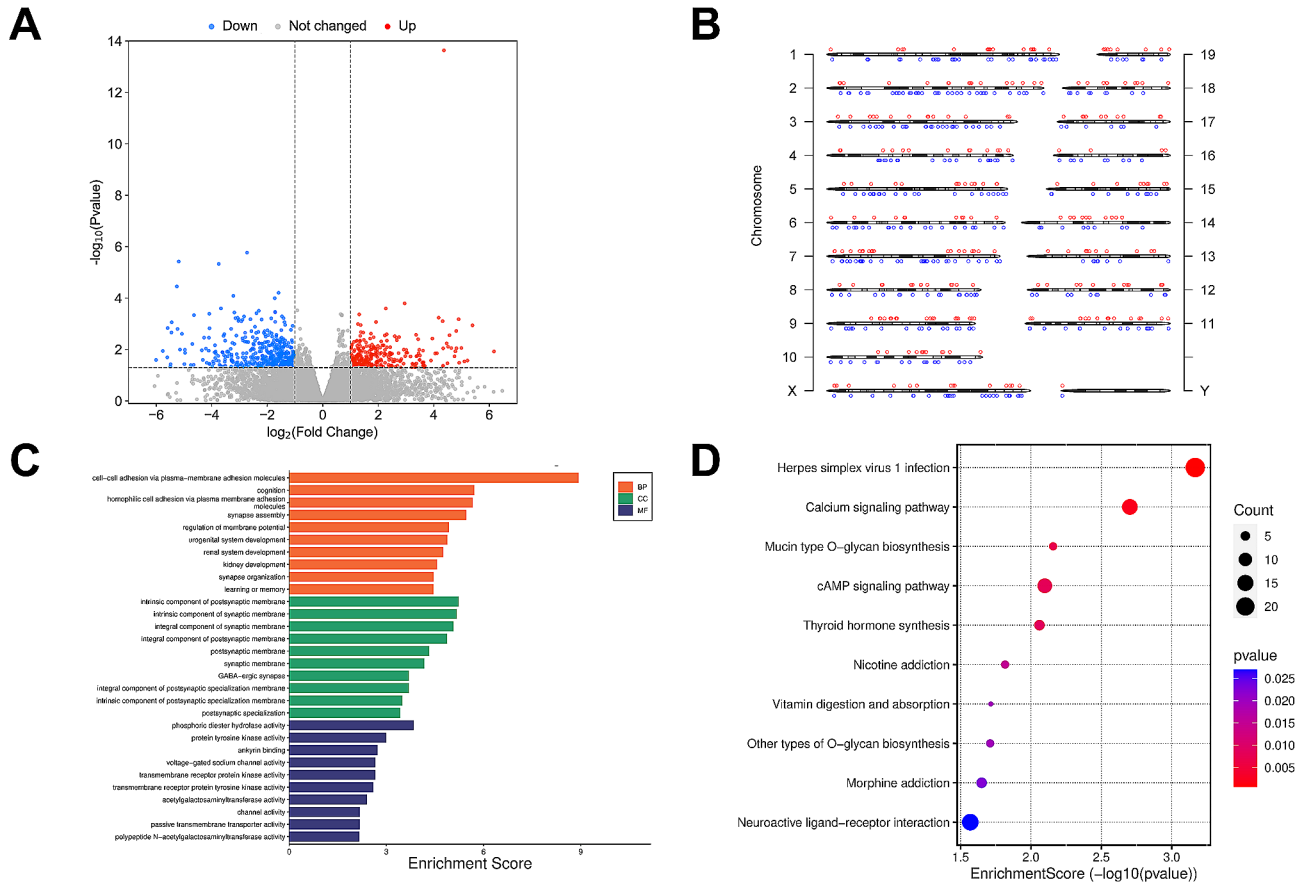 A
Down
Not changed
Up
14
12
10
8
6
4
2
0
-log10(Pvalue)
−6
−4
−2
0
2
4
6
log2(Fold Change)
B
Chromosome
1
2
3
4
5
6
7
8
9
10
X
19
18
17
16
15
14
13
12
11
Y
C
cell−cell adhesion via plasma−membrane adhesion molecules
cognition
homophilic cell adhesion via plasma membrane adhesion
molecules
synapse assembly
regulation of membrane potential
urogenital system development
renal system development
kidney development
synapse organization
learning or memory
intrinsic component of postsynaptic membrane
intrinsic component of synaptic membrane
integral component of synaptic membrane
integral component of postsynaptic membrane
postsynaptic membrane
synaptic membrane
GABA−ergic synapse
integral component of postsynaptic specialization membrane
intrinsic component of postsynaptic specialization membrane
postsynaptic specialization
phosphoric diester hydrolase activity
protein tyrosine kinase activity
ankyrin binding
voltage−gated sodium channel activity
transmembrane receptor protein kinase activity
transmembrane receptor protein tyrosine kinase activity
acetylgalactosaminyltransferase activity
channel activity
passive transmembrane transporter activity
polypeptide N−acetylgalactosaminyltransferase activity
0
3
6
9
Enrichment Score
BP
CC
MF
D
Herpes simplex virus 1 infection
Calcium signaling pathway
Mucin type O−glycan biosynthesis
cAMP signaling pathway
Thyroid hormone synthesis
Nicotine addiction
Vitamin digestion and absorption
Other types of O−glycan biosynthesis
Morphine addiction
Neuroactive ligand−receptor interaction
1.5
2.0
2.5
3.0
EnrichmentScore (−log10(pvalue))
Count
5
10
15
20
pvalue
0.025
0.020
0.015
0.010
0.005